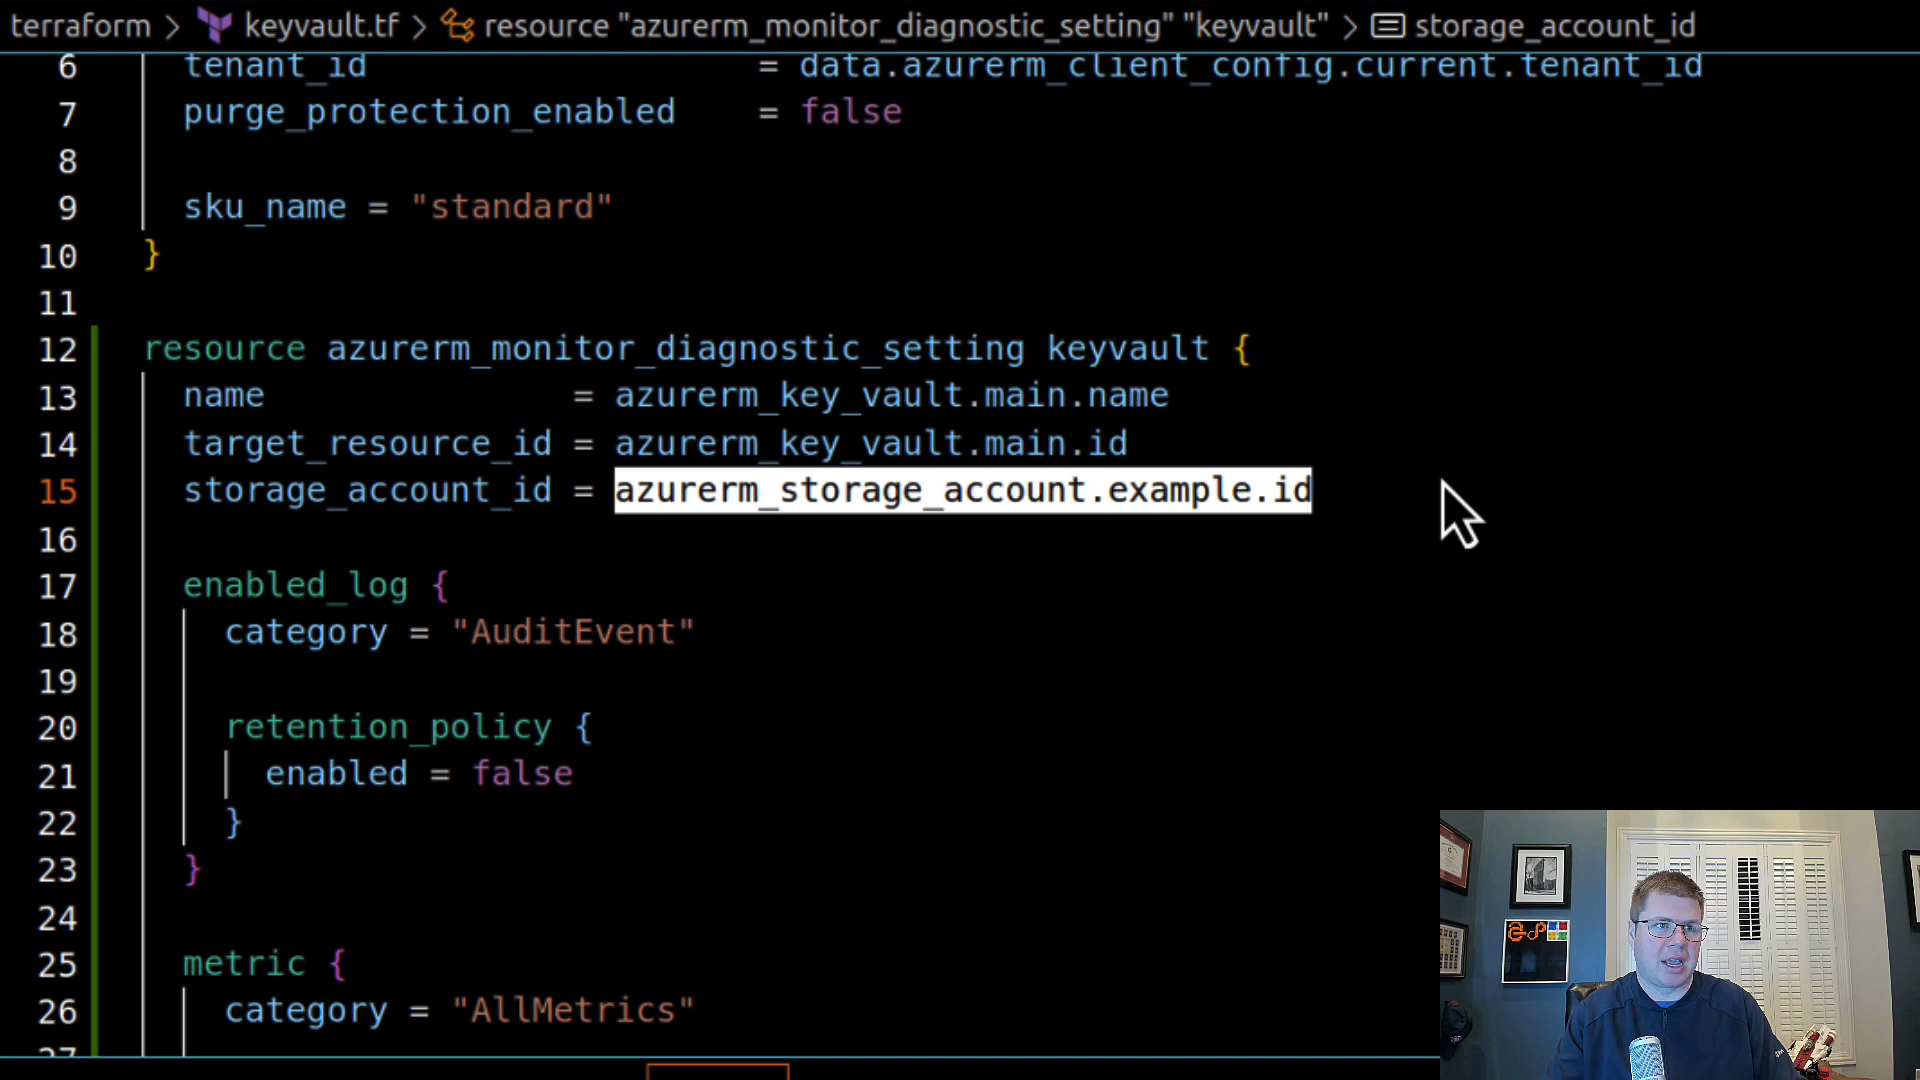 terraform > keyvault.tf > resource "azurerm_monitor_diagnostic_setting" "keyvault" > storage_account_id
6 tenant_id = data.azurerm_client_config.current.tenant_id
7 purge_protection_enabled = false
8
9 sku_name = "standard"
10 }
11
12 resource azurerm_monitor_diagnostic_setting keyvault {
13 name = azurerm_key_vault.main.name
14 target_resource_id = azurerm_key_vault.main.id
15 storage_account_id = azurerm_storage_account.example.id
16
17 enabled_log {
18 category = "AuditEvent"
19
20 retention_policy {
21 enabled = false
22 }
23 }
24
25 metric {
26 category = "AllMetrics"
27